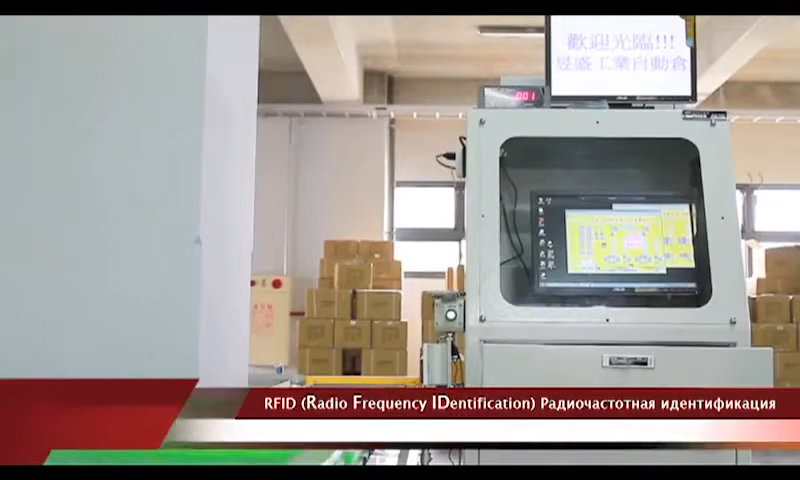 歡迎光臨!!!
昱盛工業自動倉
001
RFID (Radio Frequency IDentification) Радиочастотная идентификация